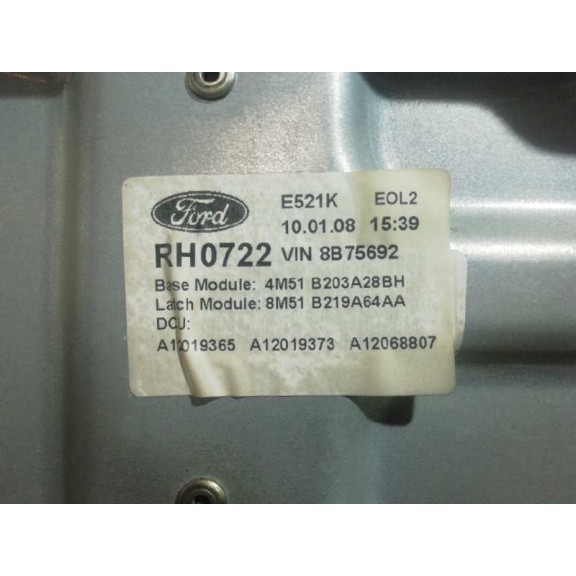 Ford E521K EOL2
10.01.08 15:39
RH0722 VIN 8B75692
Base Module: 4M51 B203A28BH
Latch Module: 8M51 B219A64AA
DCU:
A12019365 A12019373 A12068807